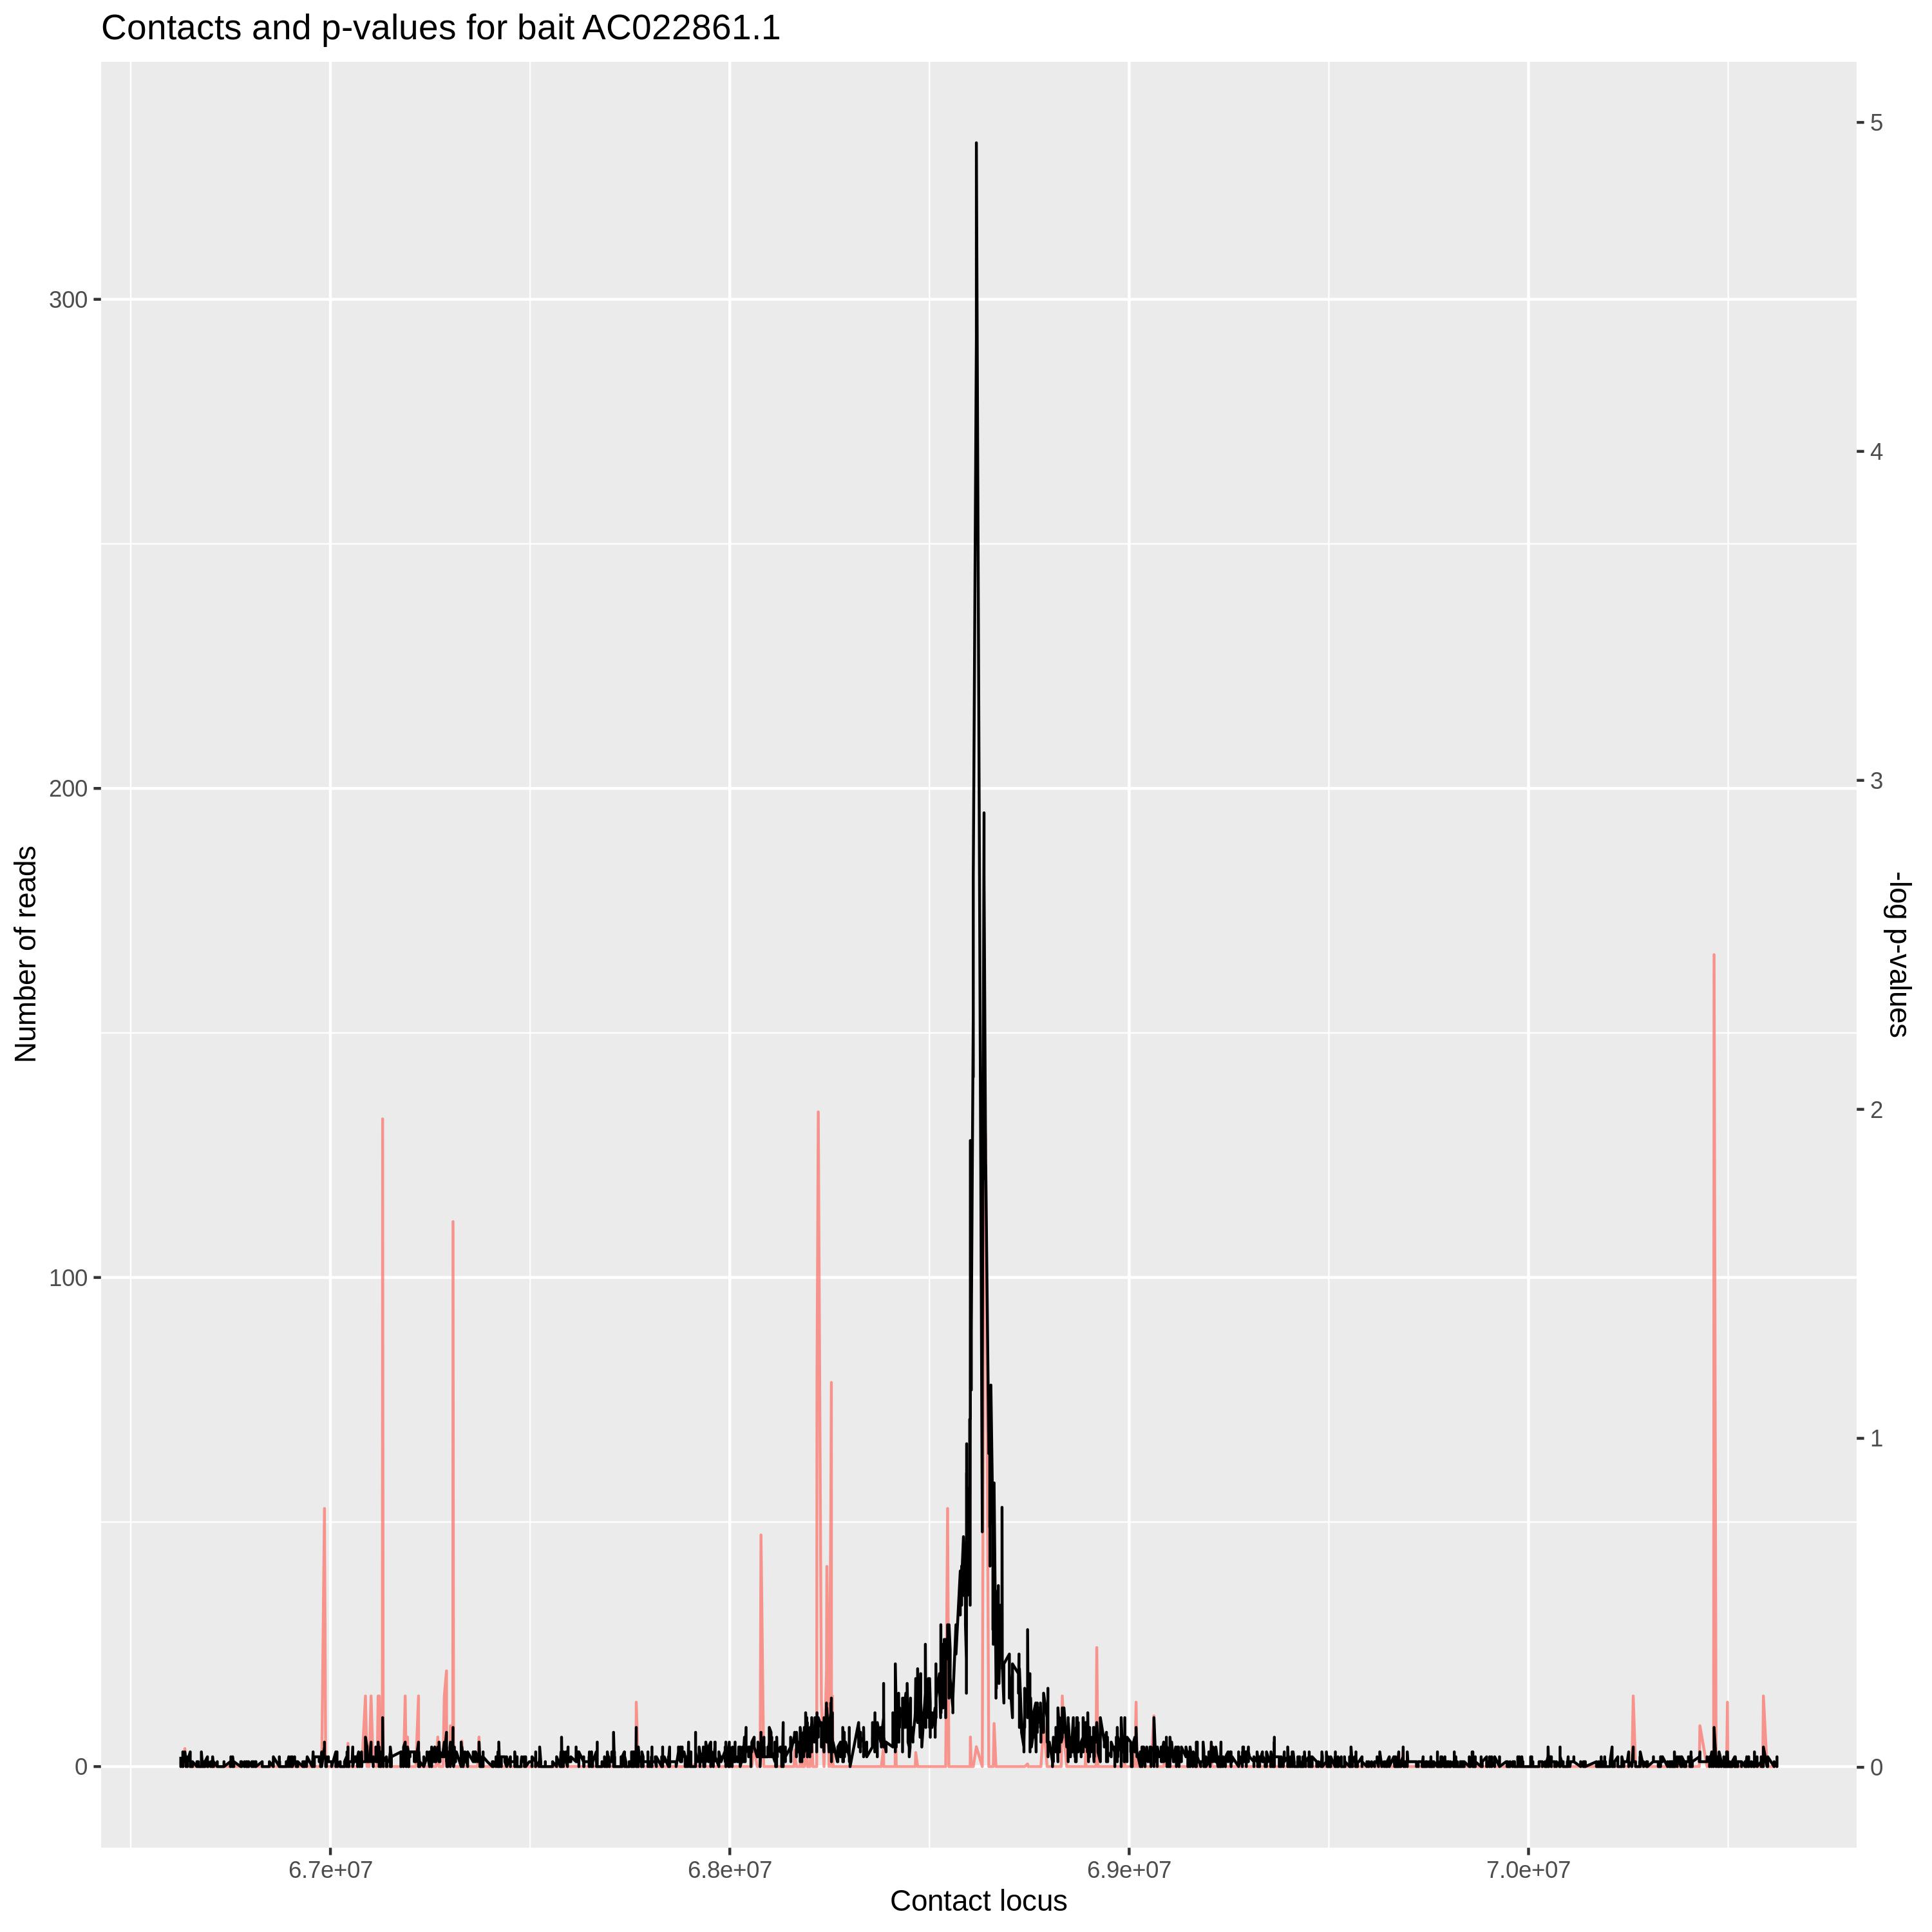 Contacts and p-values for bait AC022861.1
300
200
100
0
Number of reads
5
4
3
2
1
0
-log p-values
6.7e+07
6.8e+07
6.9e+07
7.0e+07
Contact locus